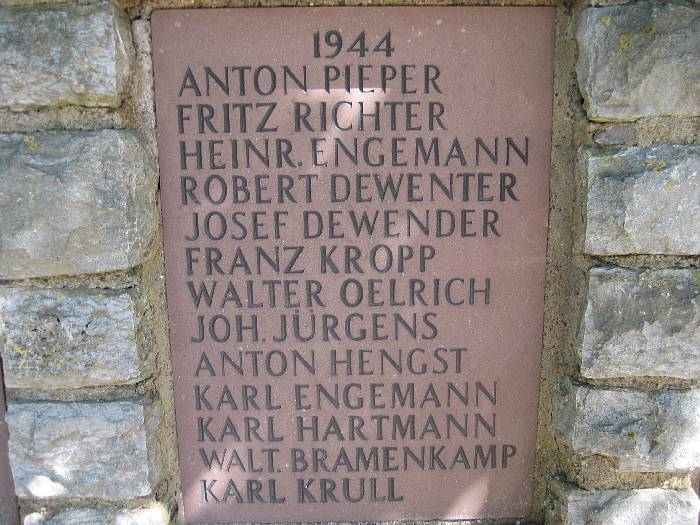 1944
ANTON PIEPER
FRITZ RICHTER
HEINR. ENGEMANN
ROBERT DEWENTER
JOSEF DEWENDER
FRANZ KROPP
WALTER OELRICH
JOH. JÜRGENS
ANTON HENGST
KARL ENGEMANN
KARL HARTMANN
WALT. BRAMENKAMP
KARL KRULL